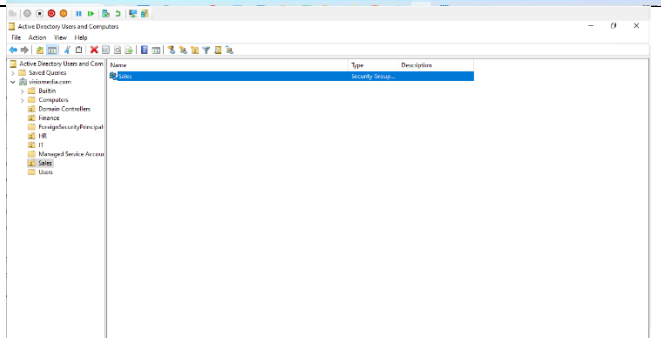 Active Directory Users and Computers
File Action View Help
Active Directory Users and Com
Saved Queries
visiomedia.com
Builtin
Computers
Domain Controllers
Finance
ForeignSecurityPrincipal
HR
IT
Managed Service Accour
Sales
Users
Name Type Description
Sales Security Group...